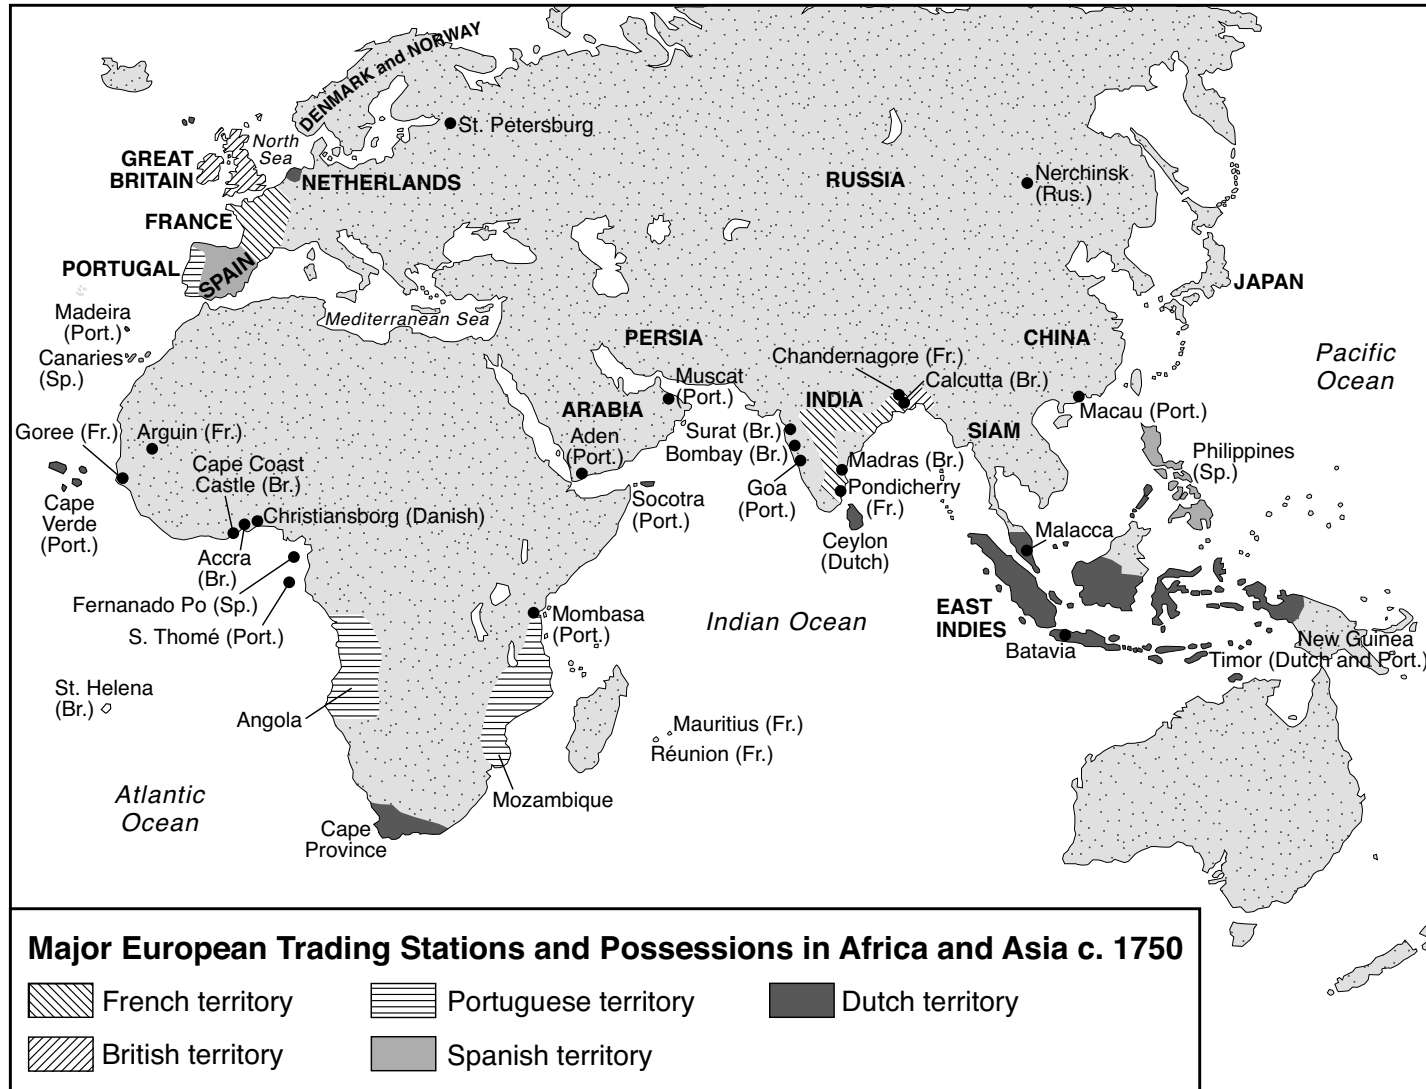 DENMARK and NORWAY
St. Petersburg
North
Sea
GREAT
BRITAIN
NETHERLANDS
RUSSIA
Nerchinsk
(Rus.)
FRANCE
PORTUGAL
SPAIN
JAPAN
Madeira
(Port.)
Mediterranean Sea
PERSIA
CHINA
Canaries
(Sp.)
Chandernagore (Fr.)
Calcutta (Br.)
Pacific
Ocean
Muscat
(Port.)
INDIA
ARABIA
Macau (Port.)
Goree (Fr.)
Arguin (Fr.)
Aden
(Port.)
Surat (Br.)
Bombay (Br.)
SIAM
Philippines
(Sp.)
Cape Coast
Castle (Br.)
Madras (Br.)
Goa
(Port.)
Pondicherry
(Fr.)
Cape
Verde
(Port.)
Christiansborg (Danish)
Socotra
(Port.)
Malacca
Ceylon
(Dutch)
Accra
(Br.)
Fernanado Po (Sp.)
S. Thomé (Port.)
Mombasa
(Port.)
Indian Ocean
EAST
INDIES
Batavia
New Guinea
Timor (Dutch and Port.)
St. Helena
(Br.)
Angola
Mauritius (Fr.)
Réunion (Fr.)
Atlantic
Ocean
Mozambique
Cape
Province
Major European Trading Stations and Possessions in Africa and Asia c. 1750
French territory
Portuguese territory
Dutch territory
British territory
Spanish territory